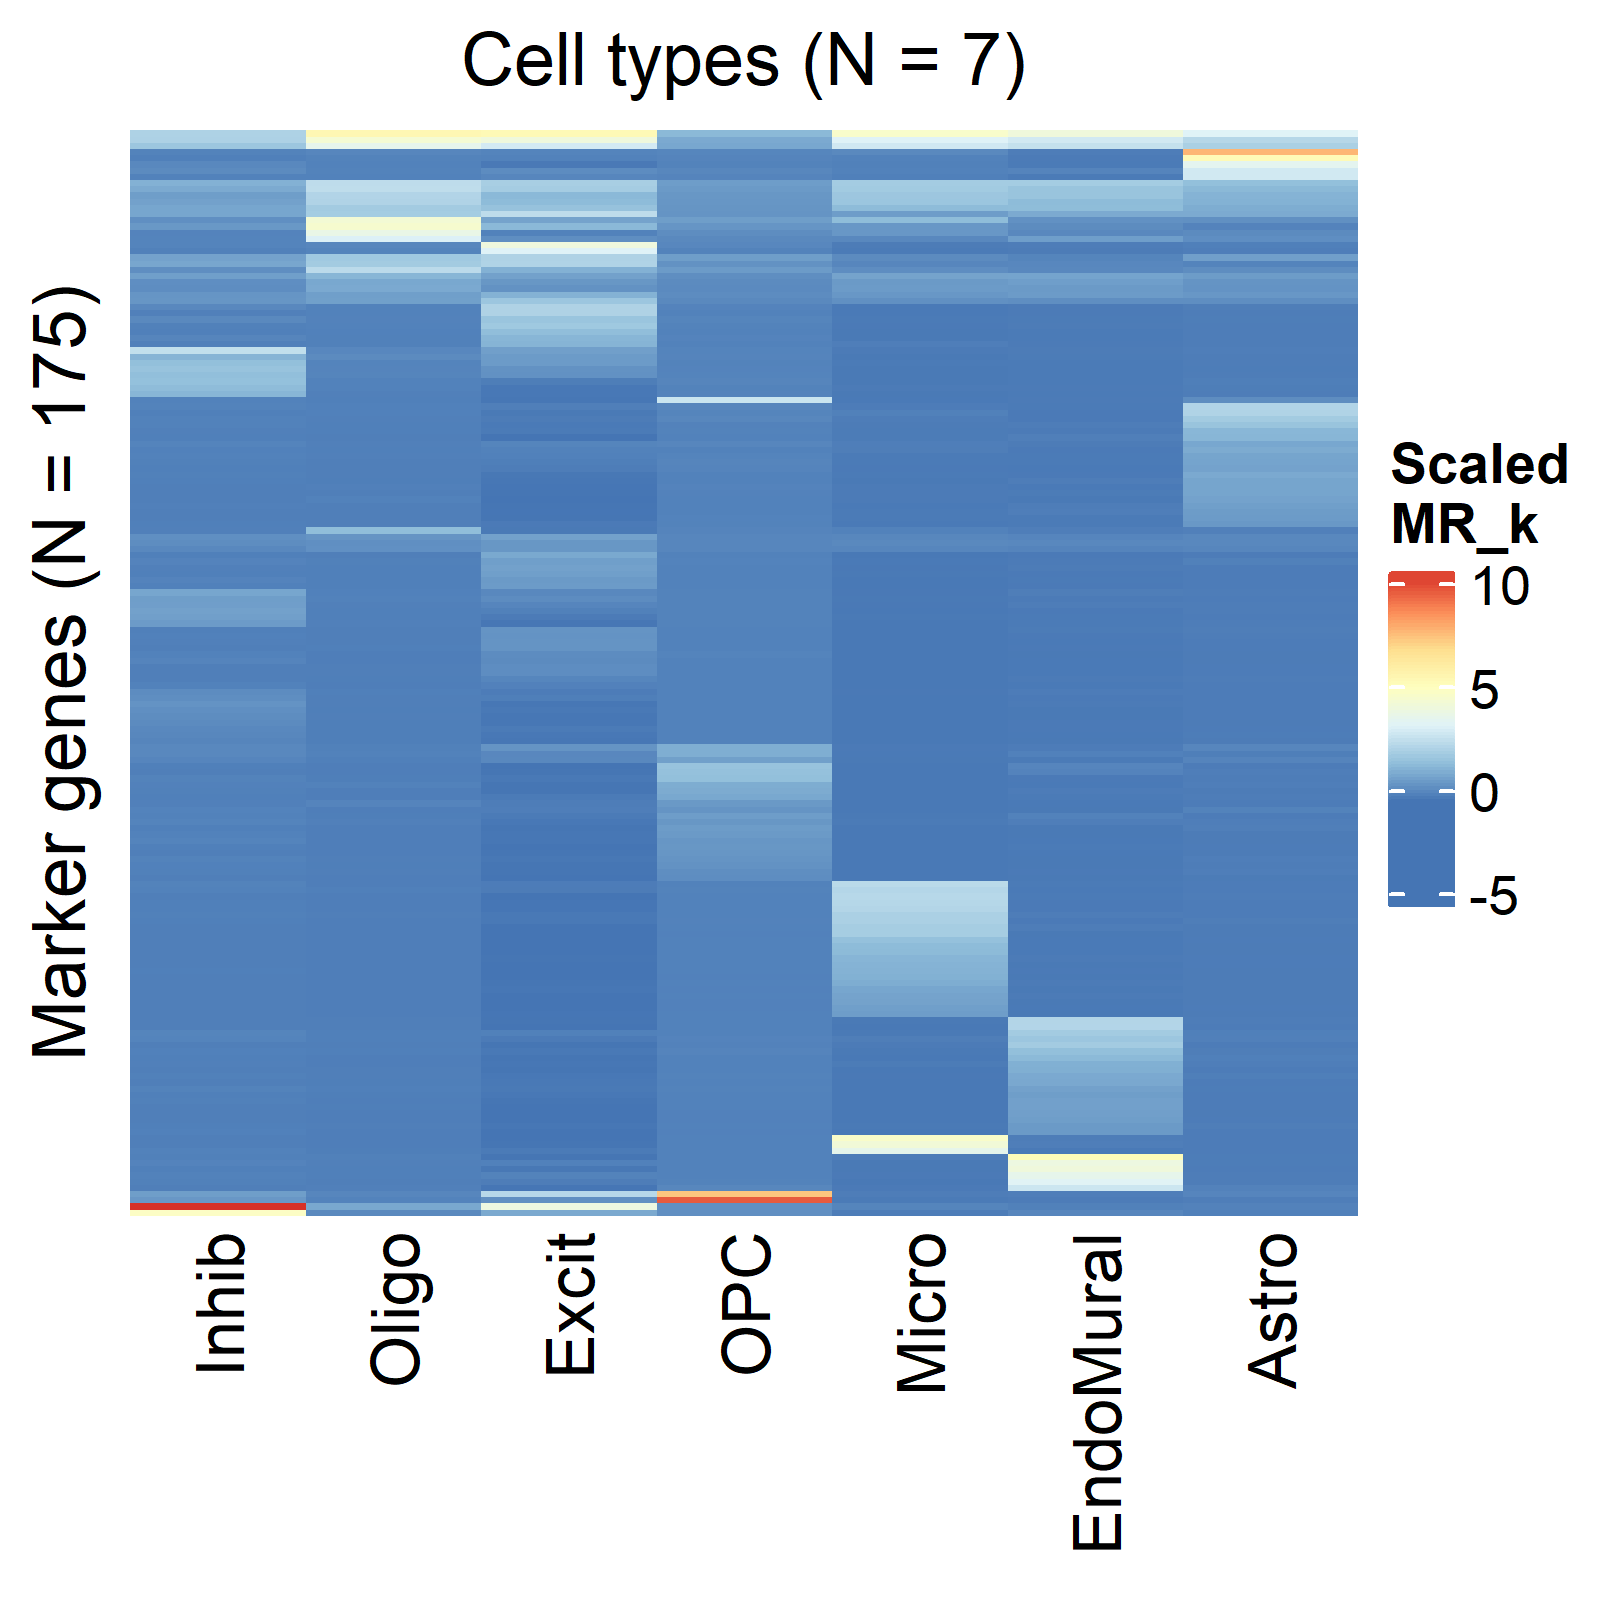 Cell types (N = 7)
Marker genes (N = 175)
Scaled
MR_k
10
5
0
-5
Inhib
Oligo
Excit
OPC
Micro
EndoMural
Astro